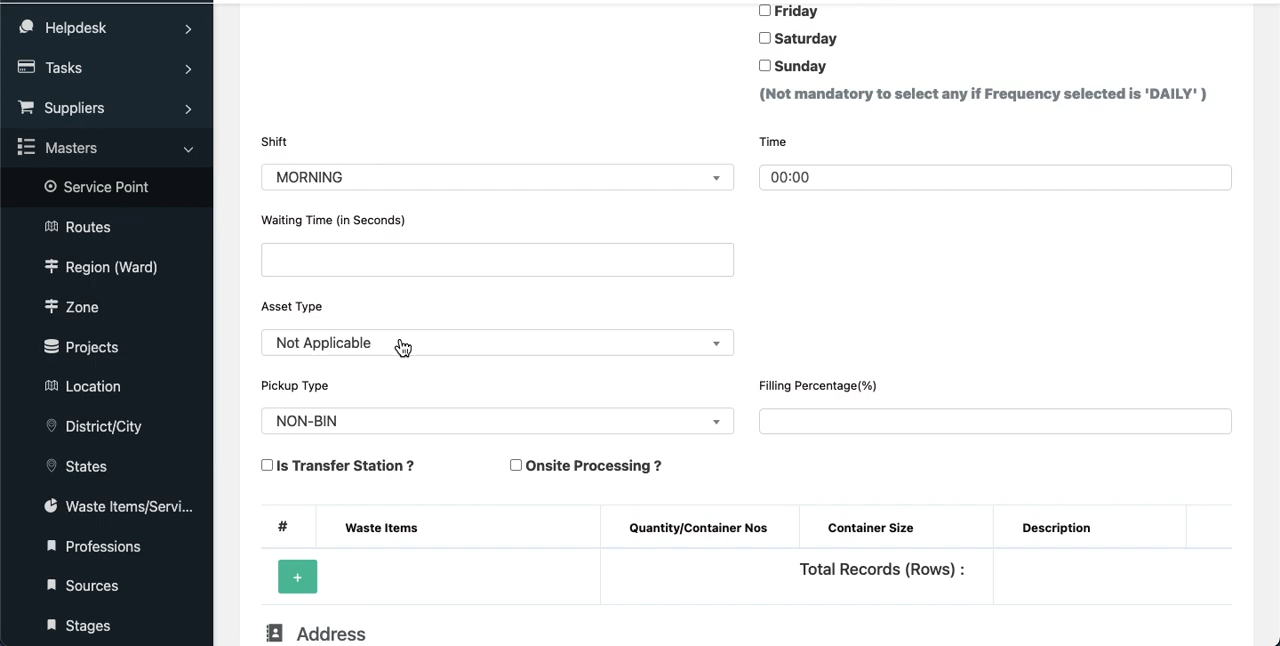 Helpdesk
Tasks
Suppliers
Masters
Service Point
Routes
Region (Ward)
Zone
Projects
Location
District/City
States
Waste Items/Servi...
Professions
Sources
Stages
Friday
Saturday
Sunday
(Not mandatory to select any if Frequency selected is 'DAILY' )
Shift
Time
MORNING
00:00
Waiting Time (in Seconds)
Asset Type
Not Applicable
Pickup Type
Filling Percentage(%)
NON-BIN
Is Transfer Station ?
Onsite Processing ?
# Waste Items Quantity/Container Nos Container Size Description
+
Total Records (Rows) :
Address